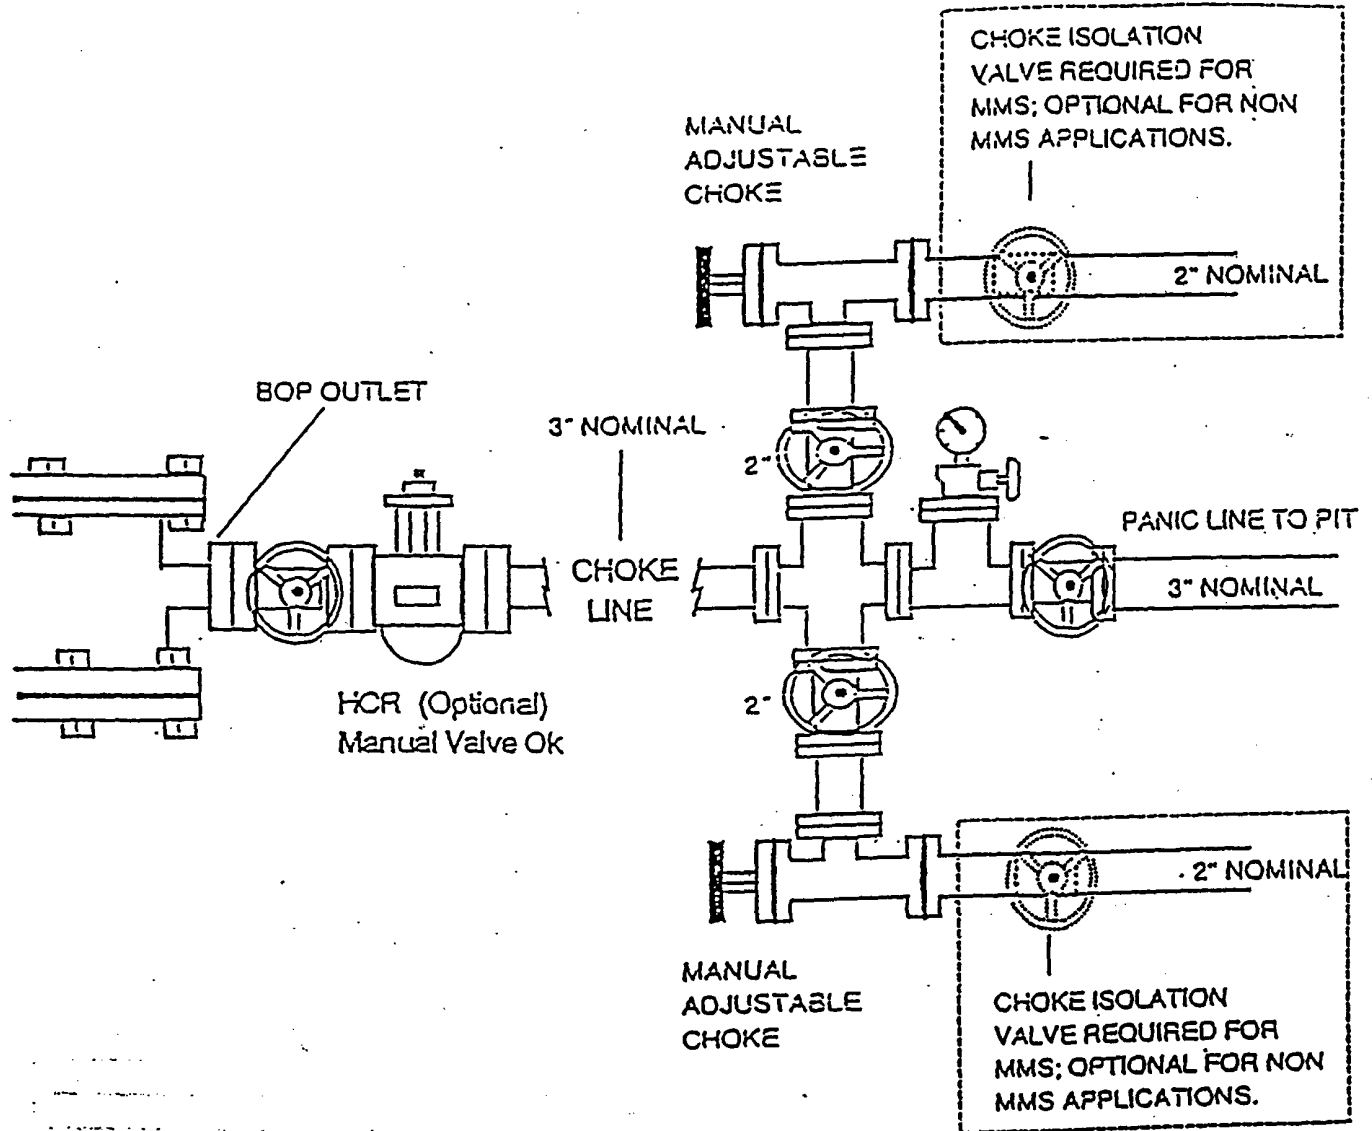 CHOKE ISOLATION
VALVE REQUIRED FOR
MMS; OPTIONAL FOR NON
MMS APPLICATIONS.
MANUAL
ADJUSTABLE
CHOKE
2" NOMINAL
BOP OUTLET
3" NOMINAL
2"
PANIC LINE TO PIT
CHOKE
LINE
3" NOMINAL
HCR (Optional)
Manual Valve Ok
2"
2" NOMINAL
MANUAL
ADJUSTABLE
CHOKE
CHOKE ISOLATION
VALVE REQUIRED FOR
MMS; OPTIONAL FOR NON
MMS APPLICATIONS.